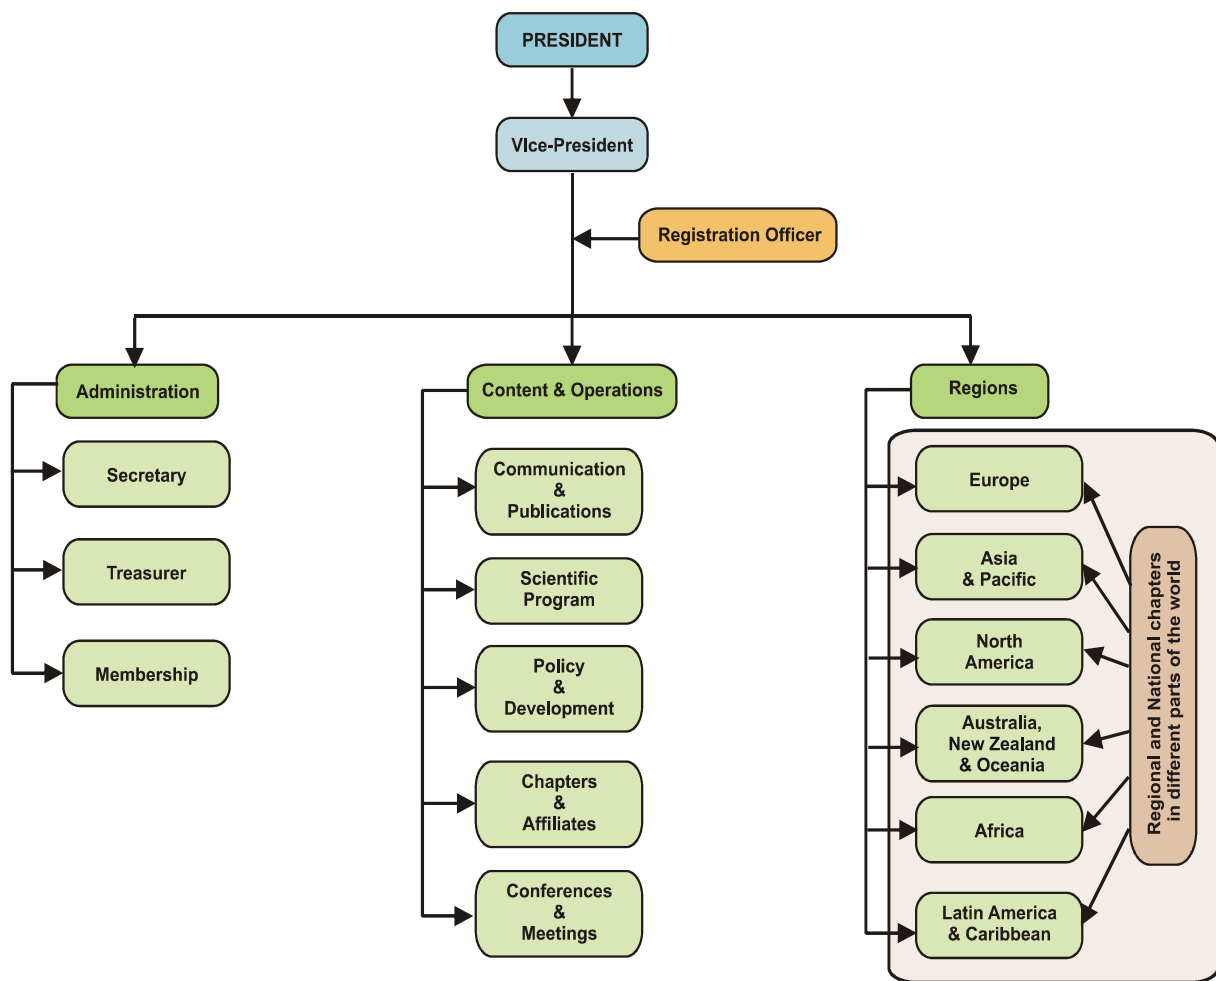 PRESIDENT
VIce-President
Registration Officer
Administration
Secretary
Treasurer
Membership
Content & Operations
Communication
&
Publications
Scientific
Program
Policy
&
Development
Chapters
&
Affiliates
Conferences
&
Meetings
Regions
Europe
Asia
& Pacific
North
America
Australia,
New Zealand
& Oceania
Africa
Latin America
& Caribbean
Regional and National chapters
in different parts of the world